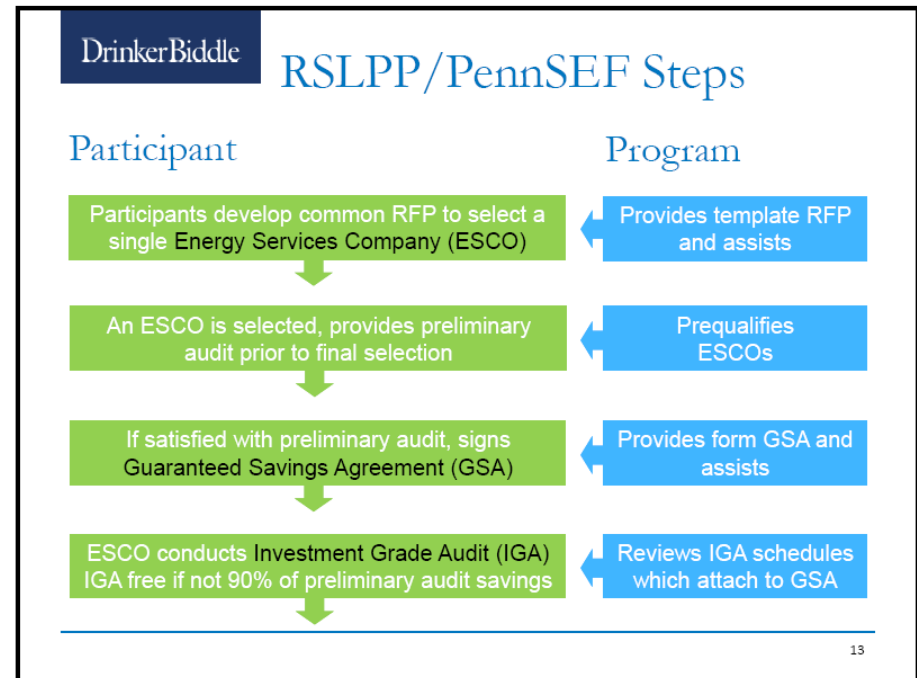 DrinkerBiddle
RSLPP/PennSEF Steps
Participant
Program
Participants develop common RFP to select a
single Energy Services Company (ESCO)
Provides template RFP
and assists
An ESCO is selected, provides preliminary
audit prior to final selection
Prequalifies
ESCOs
If satisfied with preliminary audit, signs
Guaranteed Savings Agreement (GSA)
Provides form GSA and
assists
ESCO conducts Investment Grade Audit (IGA)
IGA free if not 90% of preliminary audit savings
Reviews IGA schedules
which attach to GSA
13